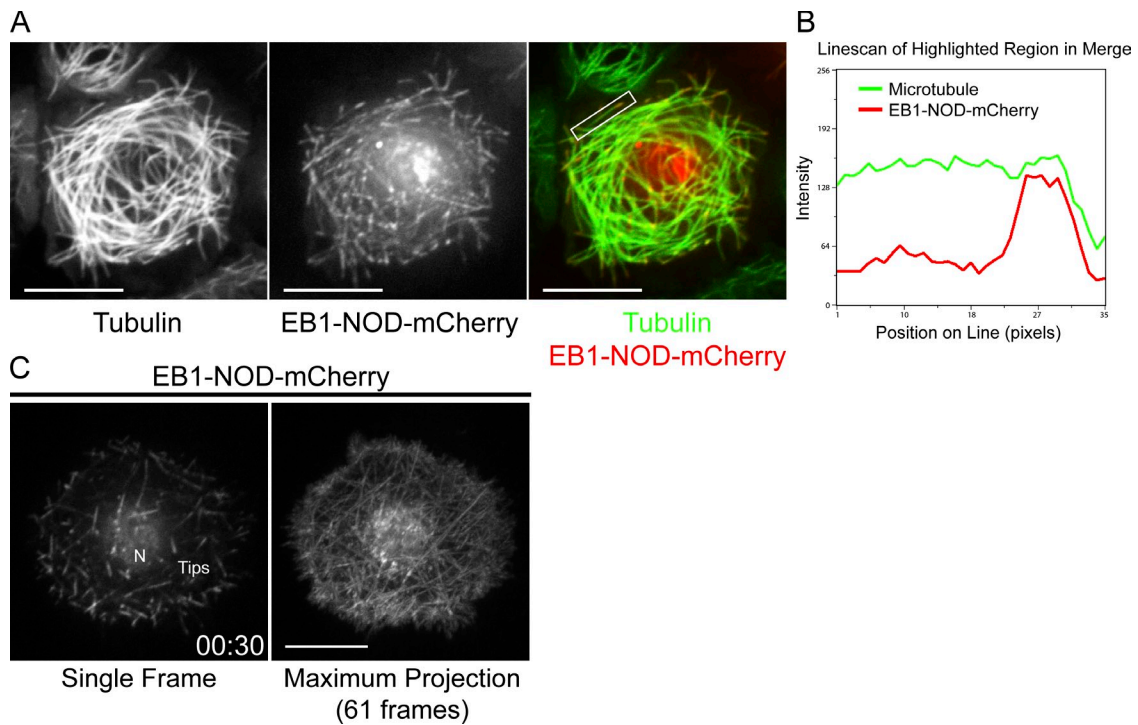 A
Tubulin
EB1-NOD-mCherry
Tubulin
EB1-NOD-mCherry
B
Linescan of Highlighted Region in Merge
Microtubule
EB1-NOD-mCherry
256
192
128
64
0
Intensity
1
10
18
27
35
Position on Line (pixels)
C
EB1-NOD-mCherry
N
Tips
00:30
Single Frame
Maximum Projection
(61 frames)